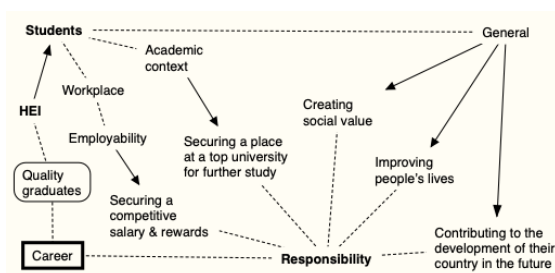 Students
General
Academic
context
Workplace
HEI
Creating
social value
Employability
Securing a place
at a top university
for further study
Improving
people's lives
Quality
graduates
Securing a
competitive
salary & rewards
Contributing to the
development of their
country in the future
Career
Responsibility